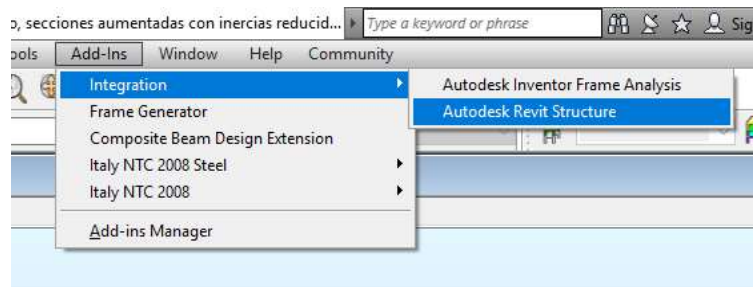 o, secciones aumentadas con inercias reducid... Type a keyword or phrase Sig
ools Add-Ins Window Help Community
Integration
Autodesk Inventor Frame Analysis
Frame Generator
Autodesk Revit Structure
Composite Beam Design Extension
Italy NTC 2008 Steel
Italy NTC 2008
Add-ins Manager